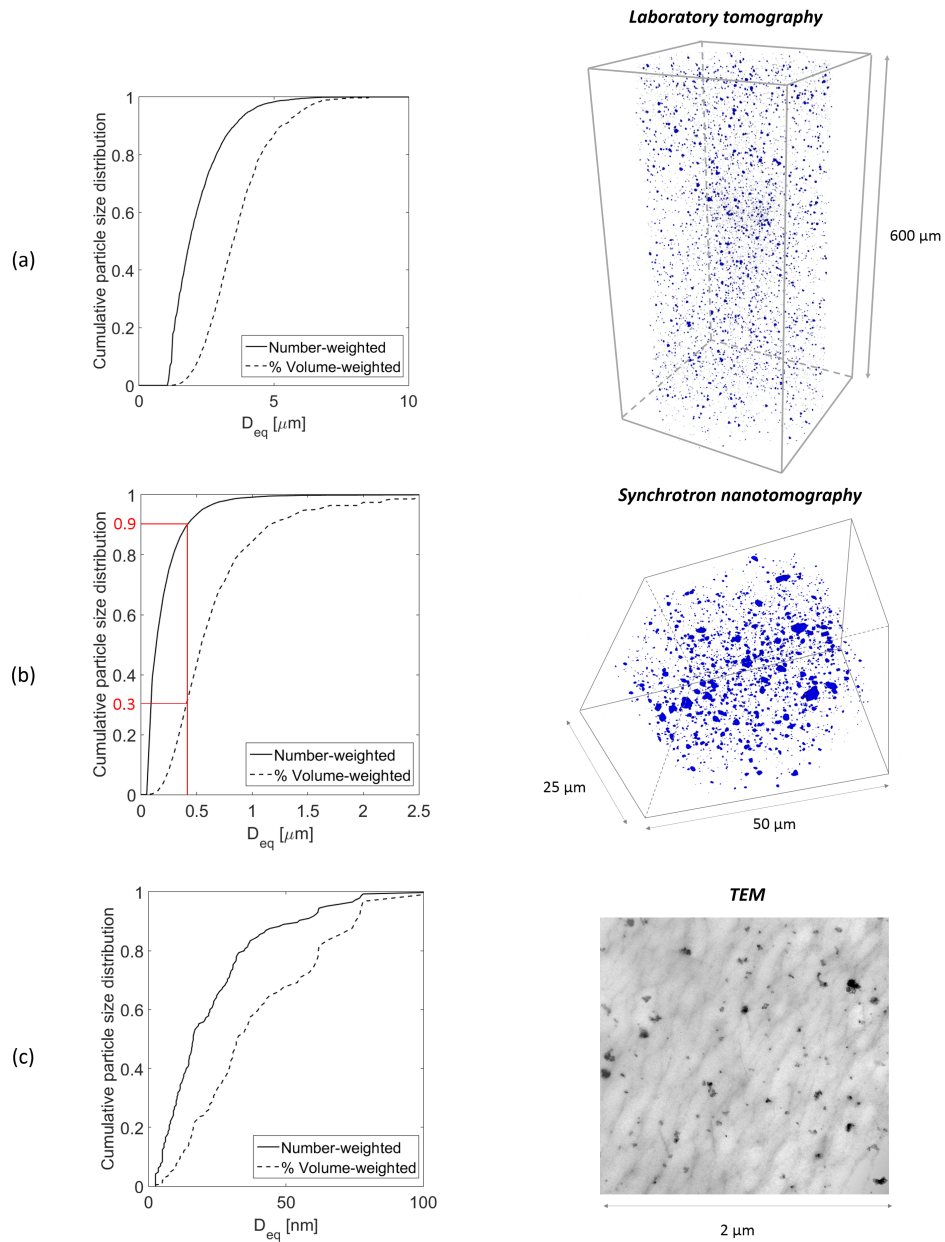 Laboratory tomography
(a)
Cumulative particle size distribution
1
0.8
0.6
0.4
0.2
0
0
5
10
D_eq [μm]
Number-weighted
% Volume-weighted
600 μm
Synchrotron nanotomography
(b)
Cumulative particle size distribution
1
0.9
0.8
0.6
0.4
0.3
0.2
0
0
0.5
1.0
1.5
2.0
2.5
D_eq [μm]
Number-weighted
% Volume-weighted
25 μm
50 μm
TEM
(c)
Cumulative particle size distribution
1
0.8
0.6
0.4
0.2
0
0
50
100
D_eq [nm]
Number-weighted
% Volume-weighted
2 μm